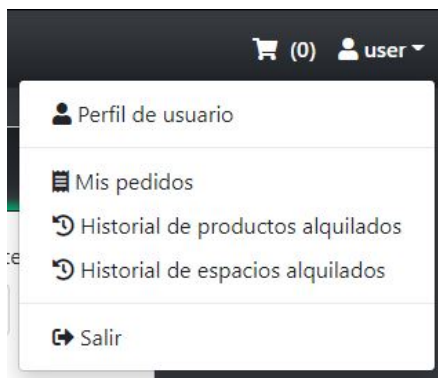 (0) user
Perfil de usuario
Mis pedidos
Historial de productos alquilados
Historial de espacios alquilados
Salir